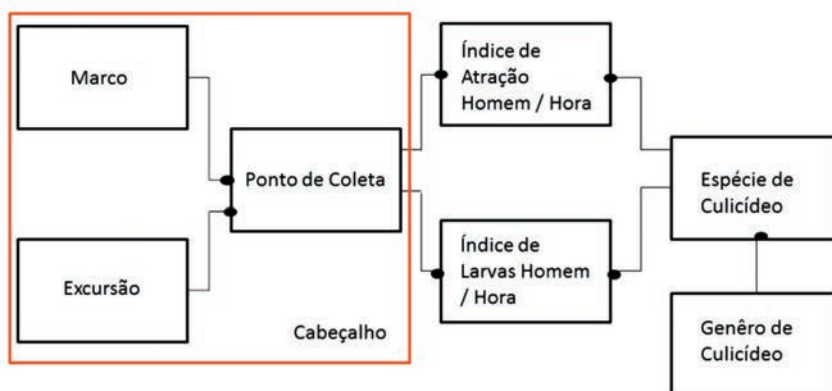 Marco
Excursão
Ponto de Coleta
Cabeçalho
Índice de
Atração
Homem / Hora
Índice de
Larvas Homem
/ Hora
Espécie de
Culicídeo
Genêro de
Culicídeo